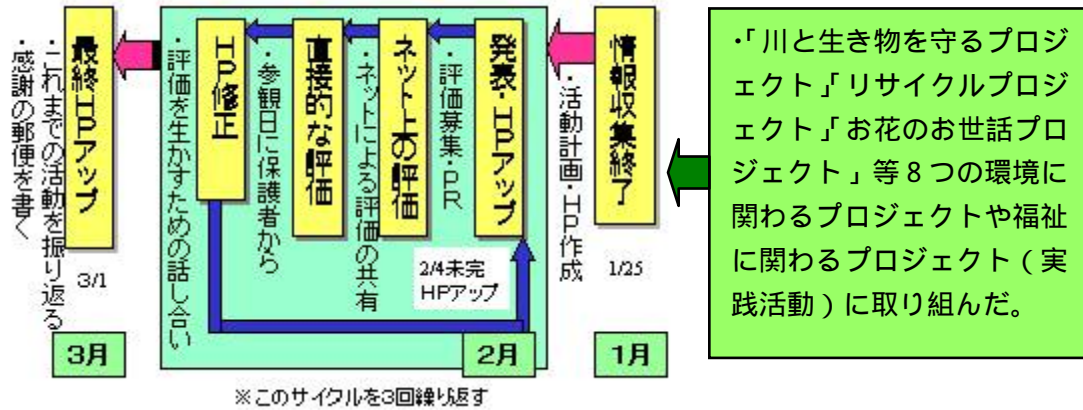 ・「川と生き物を守るプロジ
ェクト」「リサイクルプロジ
ェクト」「お花のお世話プロ
ジェクト」等８つの環境に
関わるプロジェクトや福祉
に関わるプロジェクト（実
践活動）に取り組んだ。
情報収集終了
・活動計画・ＨＰ作成
1/25
1月
発表・ＨＰアップ
・評価募集・ＰＲ
ネット上の評価
・ネットによる評価の共有
直接的な評価
・参観日に保護者から
ＨＰ修正
・評価を生かすための話し合い
2/4未完
HPアップ
2月
最終ＨＰアップ
・これまでの活動を振り返る
・感謝の郵便を書く
3/1
3月
※このサイクルを3回繰り返す